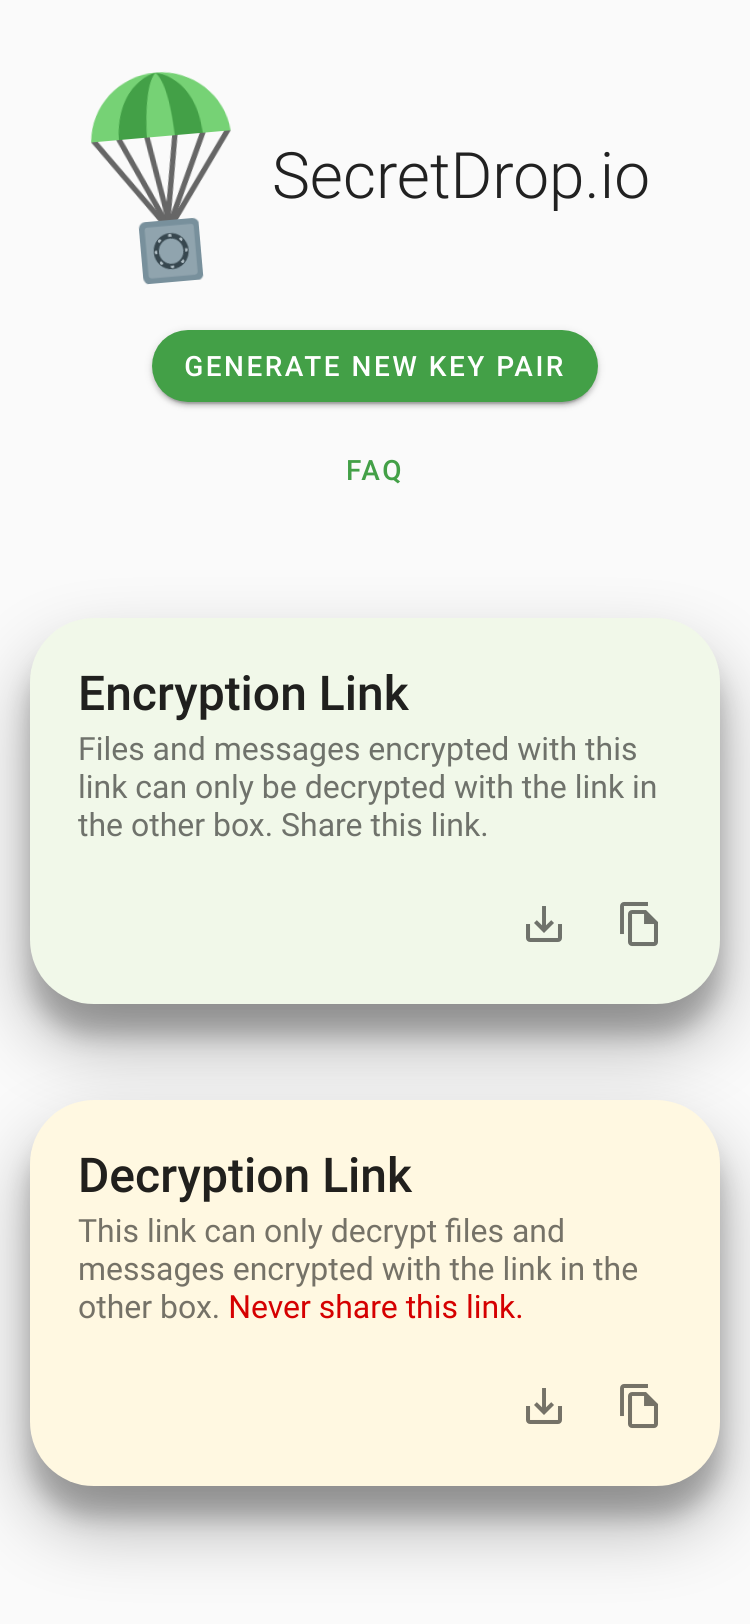 SecretDrop.io
GENERATE NEW KEY PAIR
FAQ
Encryption Link
Files and messages encrypted with this
link can only be decrypted with the link in
the other box. Share this link.
Decryption Link
This link can only decrypt files and
messages encrypted with the link in the
other box. Never share this link.